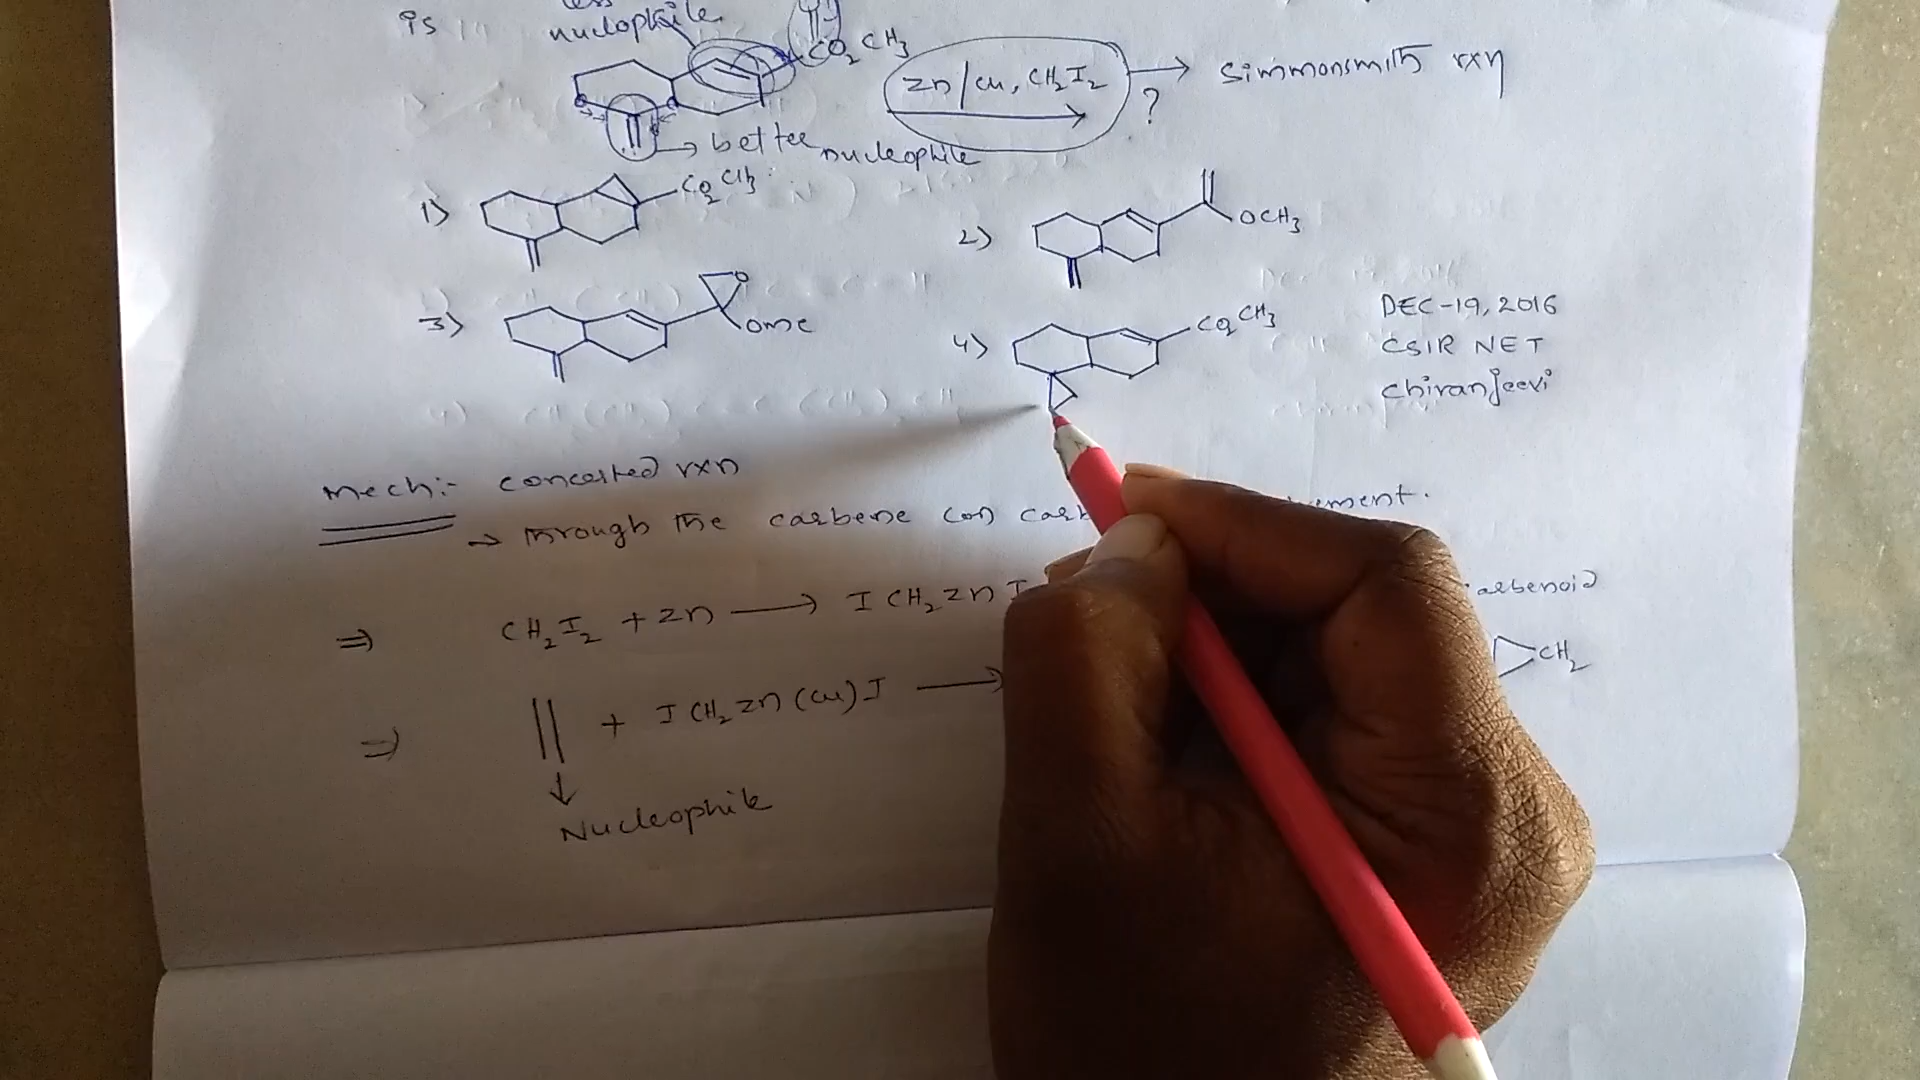 is
less
nucleophile
CO2CH3
Zn/Cu, CH2I2
?
Simmonsmith rxn
better nucleophile
1) CO2CH3
2) OCH3
3) O
OMe
4) CO2CH3
DEC-19, 2016
CSIR NET
Chiranjeevi
Mech:- concerted rxn
→ Through the carbene (or)
⇒ CH2I2 + Zn → ICH2ZnI
⇒ + ICH2Zn(Cu)I →
CH2
↓
Nucleophile